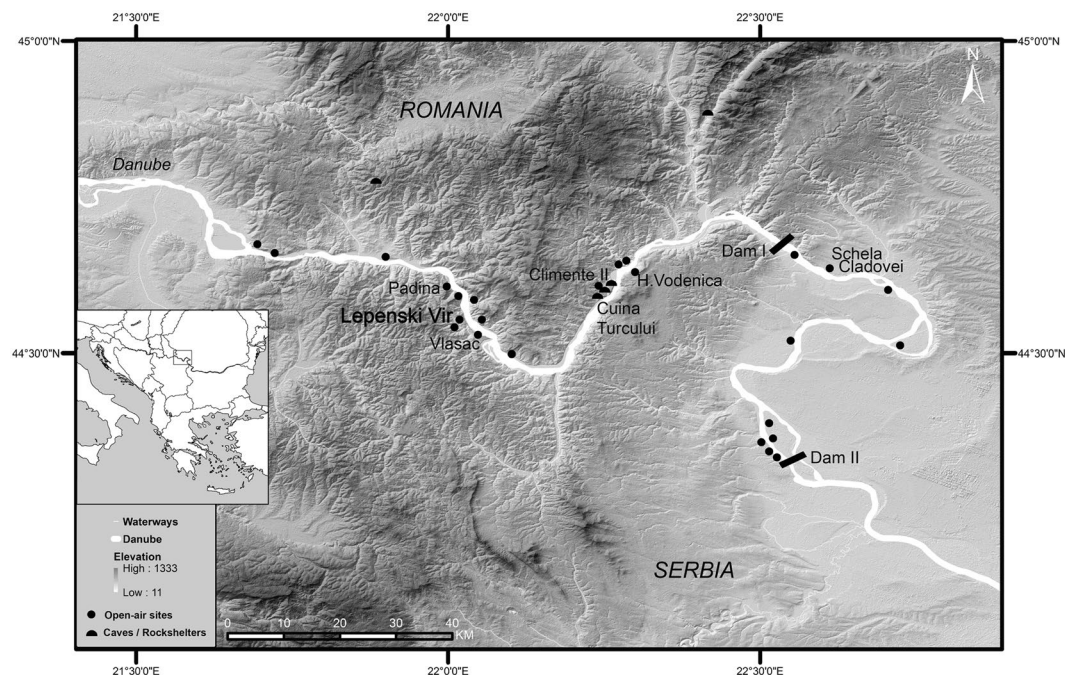 21°30'0"E
22°0'0"E
22°30'0"E
45°0'0"N
45°0'0"N
N
ROMANIA
Danube
Dam I
Schela
Cladovei
Climente II
H.Vodenica
Padina
Cuina
Turcului
Lepenski Vir
Vlasac
44°30'0"N
44°30'0"N
Dam II
Waterways
Danube
Elevation
High : 1333
Low : 11
Open-air sites
Caves / Rockshelters
SERBIA
0 10 20 30 40
KM
21°30'0"E
22°0'0"E
22°30'0"E